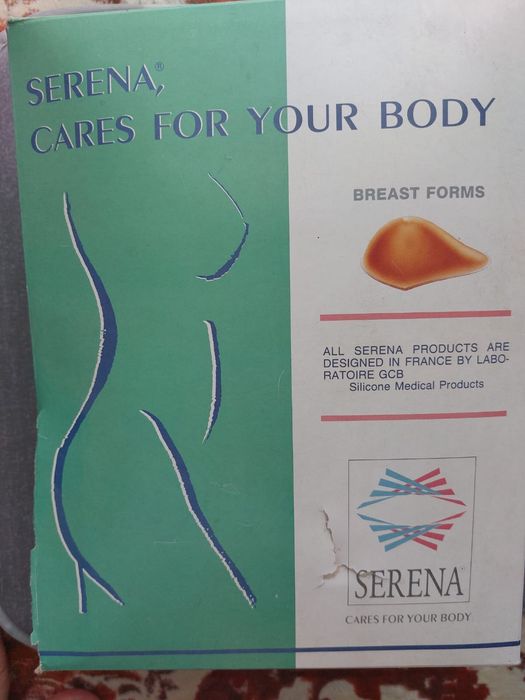 SERENA®,
CARES FOR YOUR BODY
BREAST FORMS
ALL SERENA PRODUCTS ARE
DESIGNED IN FRANCE BY LABO-
RATOIRE GCB
Silicone Medical Products
SERENA
CARES FOR YOUR BODY